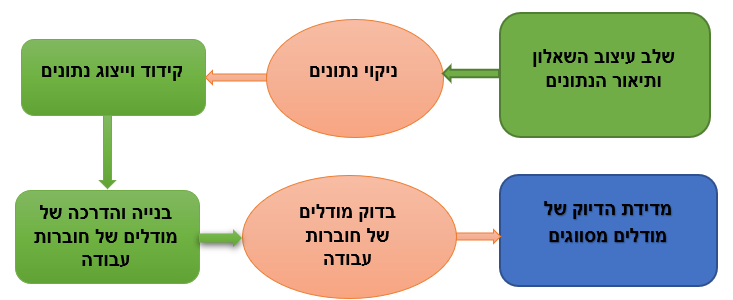 שלב עיצוב השאלון
ותיאור הנתונים
ניקוי נתונים
קידוד וייצוג נתונים
בנייה והדרכה של
מודלים של חוברות
עבודה
בדוק מודלים
של חוברות
עבודה
מדידת הדיוק של
מודלים מסווגים